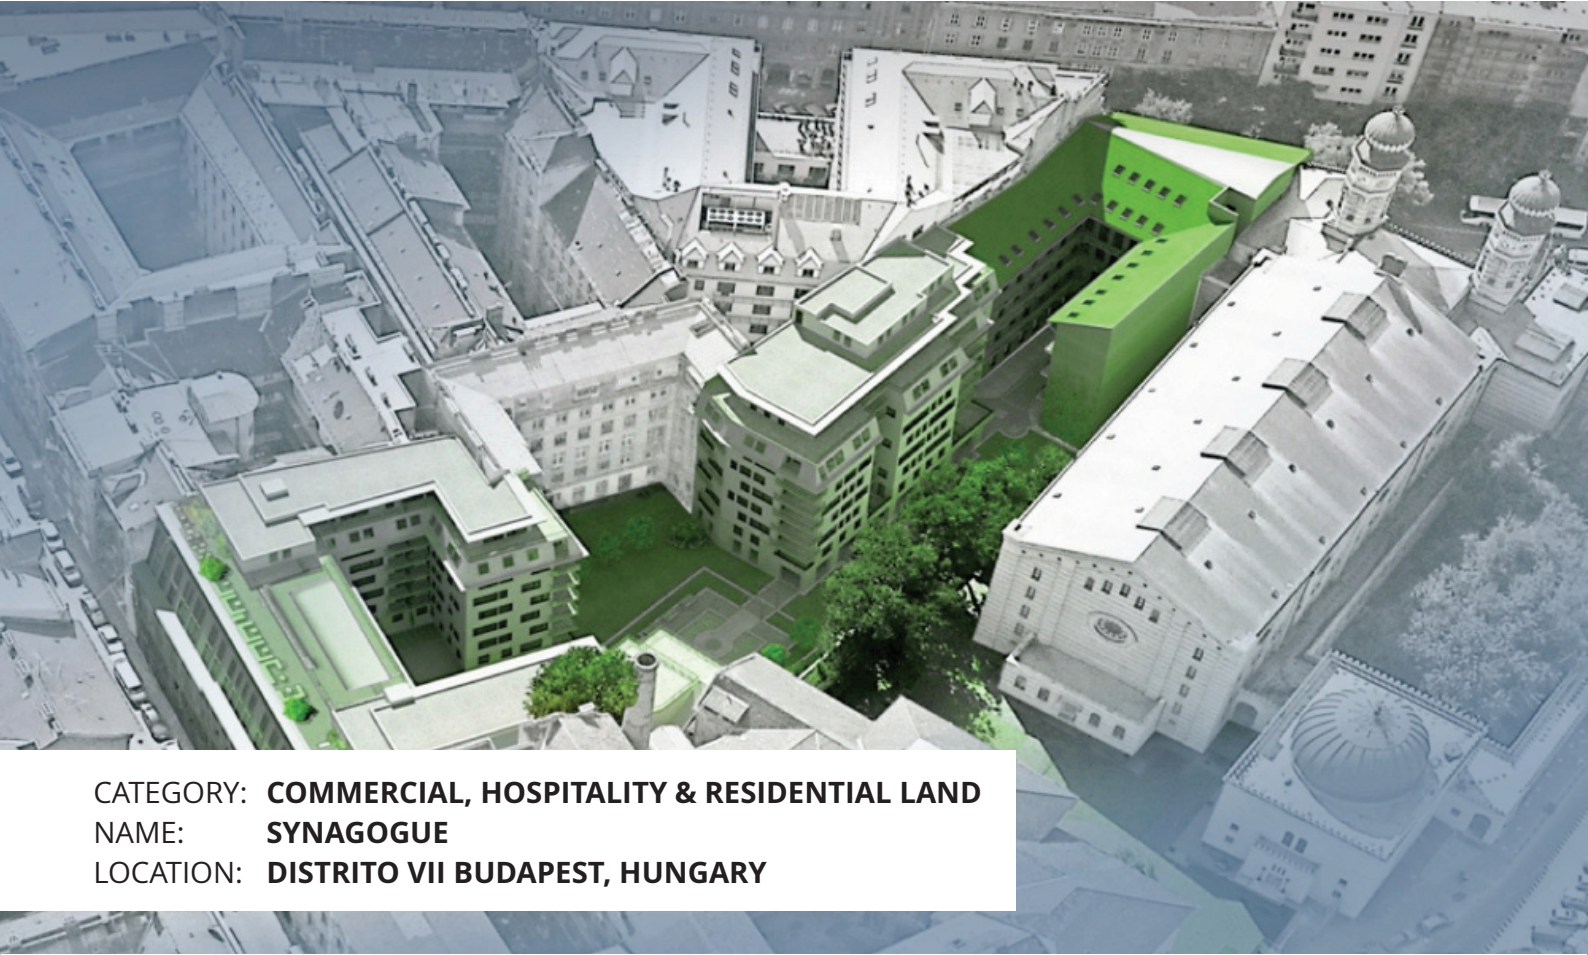 CATEGORY: COMMERCIAL, HOSPITALITY & RESIDENTIAL LAND
NAME: SYNAGOGUE
LOCATION: DISTRITO VII BUDAPEST, HUNGARY